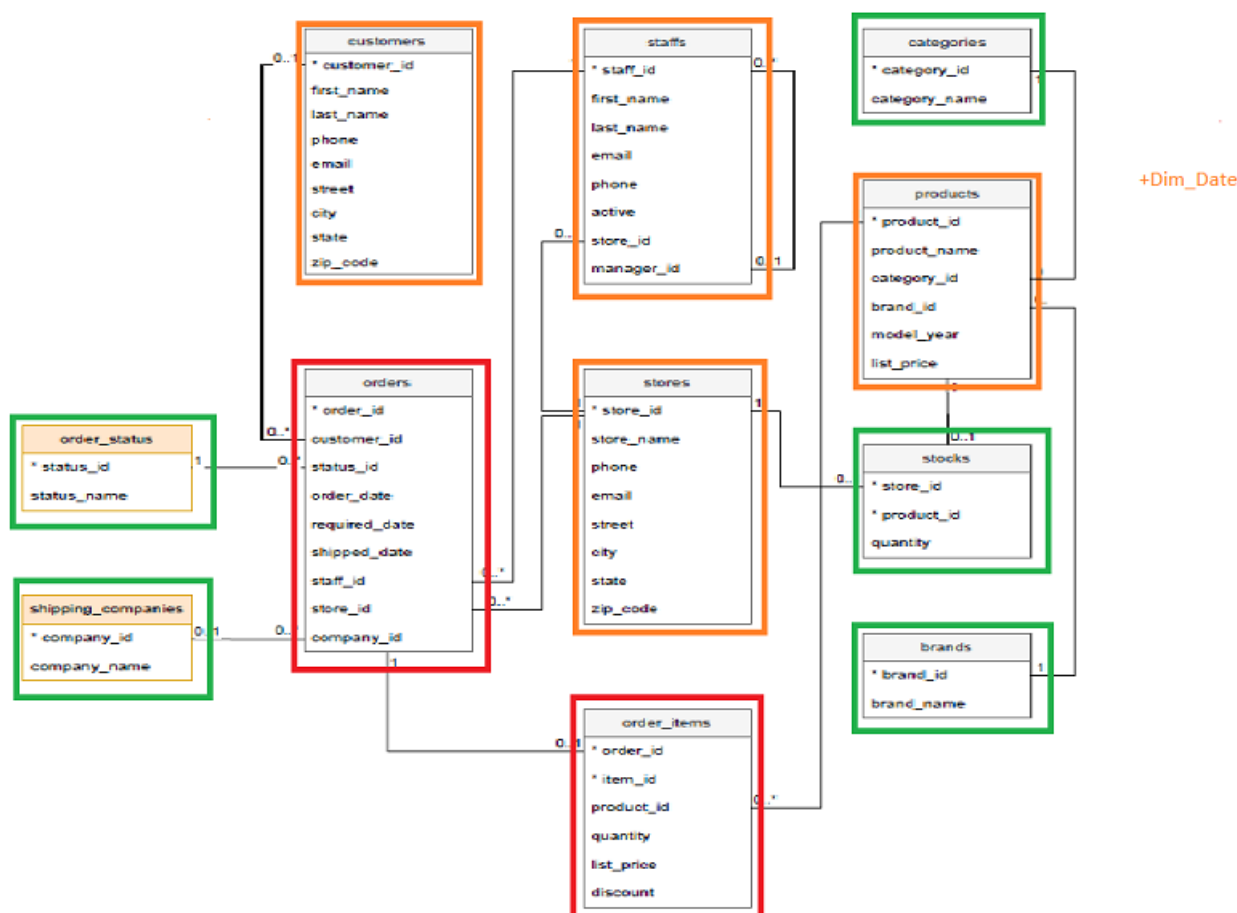 customers
0..1
* customer_id
first_name
last_name
phone
email
street
city
state
zip_code
staffs
* staff_id
0..*
first_name
last_name
email
phone
active
store_id
manager_id
0..1
categories
* category_id
1
category_name
+Dim_Date
products
* product_id
product_name
category_id
brand_id
model_year
list_price
orders
* order_id
0..*
customer_id
status_id
order_date
required_date
shipped_date
staff_id
0..*
store_id
0..*
company_id
1
order_status
* status_id
1
status_name
shipping_companies
* company_id
0..1
company_name
stores
* store_id
1
store_name
phone
email
street
city
state
zip_code
0..1
stocks
* store_id
* product_id
quantity
brands
* brand_id
1
brand_name
order_items
0..1
* order_id
* item_id
product_id
0..*
quantity
list_price
discount